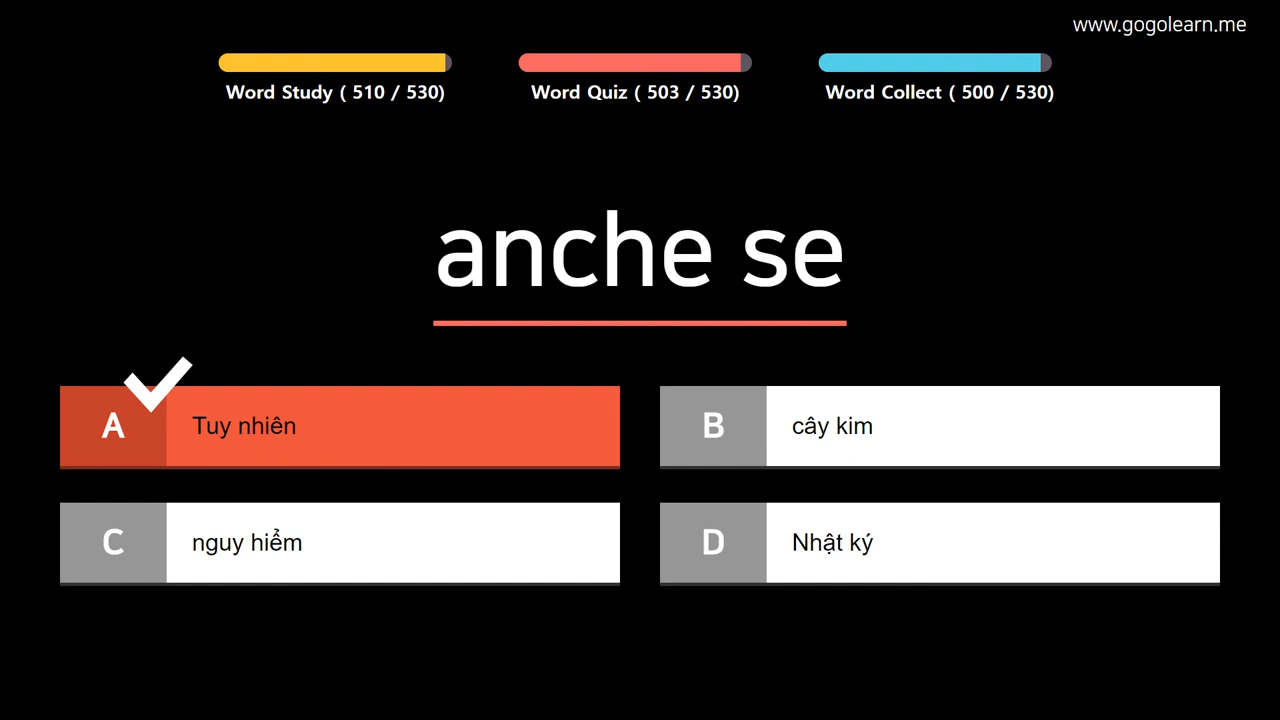 www.gogolearn.me
Word Study ( 510 / 530)
Word Quiz ( 503 / 530)
Word Collect ( 500 / 530)
anche se
A Tuy nhiên
B cây kim
C nguy hiểm
D Nhật ký